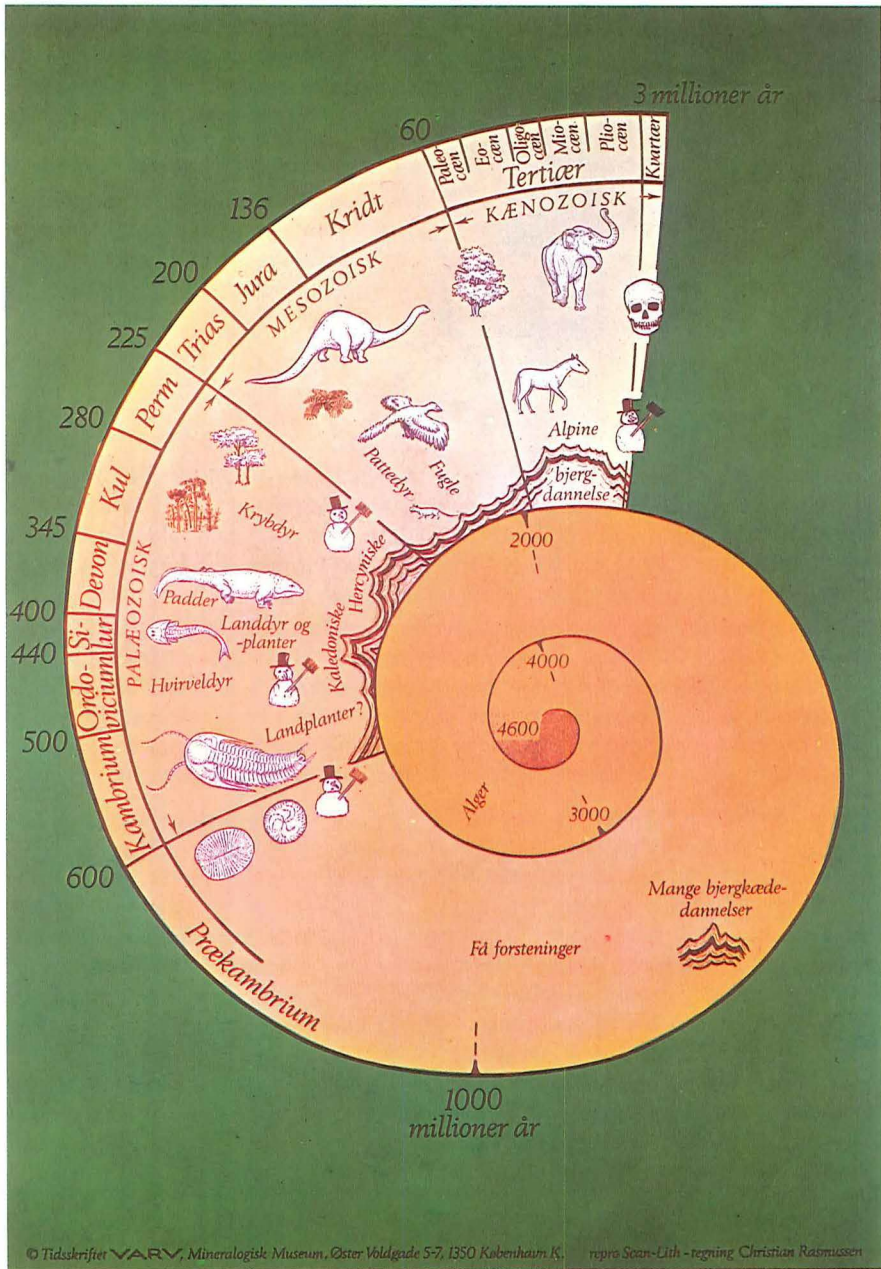 3 millioner år
60
Paleo-
cæn
Eo-
cæn
Oligo-
cæn
Mio-
cæn
Plio-
cæn
Kvartær
Tertiær
KÆNOZOISK
136
Kridt
200
Jura
MESOZOISK
225
Trias
280
Perm
345
Kul
400
Devon
440
Si-
lur
500
Ordo-
vicium
Kambrium
600
PALÆOZOISK
Prækambrium
Alpine
bjerg-
dannelse
Fugle
Pattedyr
Krybdyr
Hercyniske
Padder
Landdyr og
-planter
Kaledoniske
Hvirveldyr
Landplanter?
2000
4000
4600
3000
Alger
Mange bjergkæde-
dannelser
Få forsteninger
1000
millioner år
© Tidsskriftet VARV, Mineralogisk Museum, Øster Voldgade 5-7, 1350 København K. repro Scan-Lith - tegning Christian Rasmussen